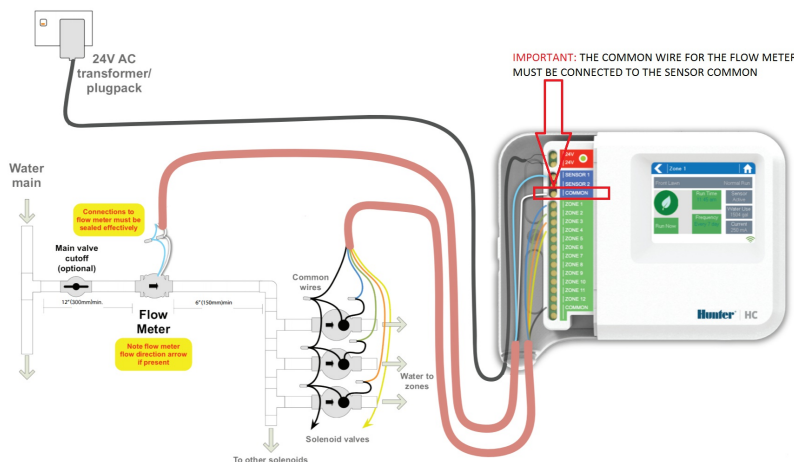 24V AC
transformer/
plugpack
IMPORTANT: THE COMMON WIRE FOR THE FLOW METER
MUST BE CONNECTED TO THE SENSOR COMMON
Water
main
Connections to
flow meter must be
sealed effectively
Main valve
cutoff
(optional)
12"(300mm)min.
6"(150mm)min
Flow
Meter
Note flow meter
flow direction arrow
if present
Common
wires
Water to
zones
Solenoid valves
To other solenoids
24V
24V
SENSOR 1
SENSOR 2
COMMON
ZONE 1
ZONE 2
ZONE 3
ZONE 4
ZONE 5
ZONE 6
ZONE 7
ZONE 8
ZONE 9
ZONE 10
ZONE 11
ZONE 12
COMMON
Zone 1
Front Lawn
Normal Run
Run Time
Sensor
Active
Water Use
Frequency
Current
Run Now
Hunter HC